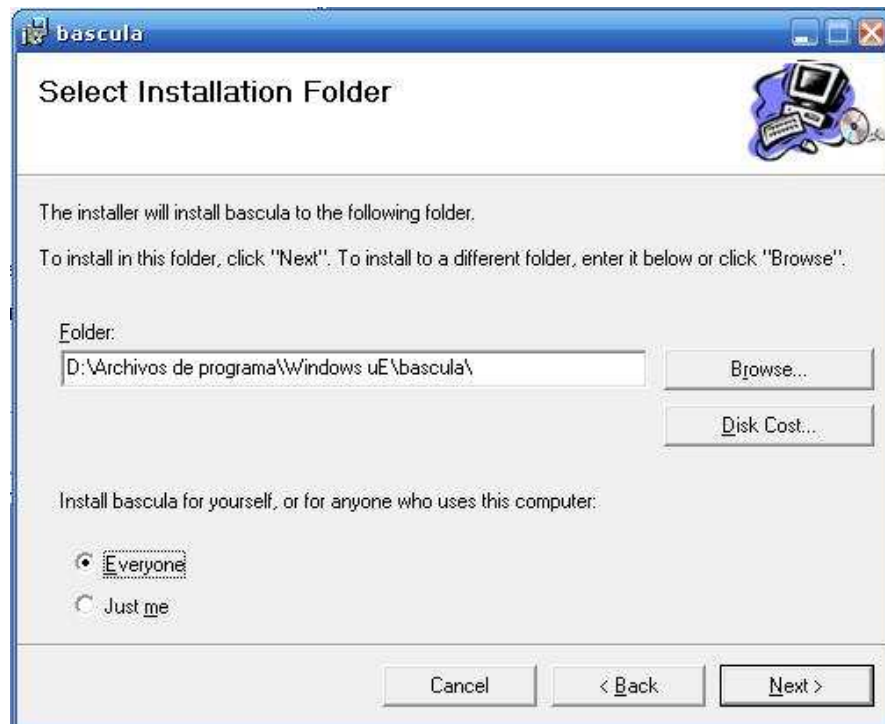 bascula
Select Installation Folder
The installer will install bascula to the following folder.
To install in this folder, click "Next". To install to a different folder, enter it below or click "Browse".
Folder:
D:\Archivos de programa\Windows uE\bascula\
Browse...
Disk Cost...
Install bascula for yourself, or for anyone who uses this computer:
Everyone
Just me
Cancel
< Back
Next >